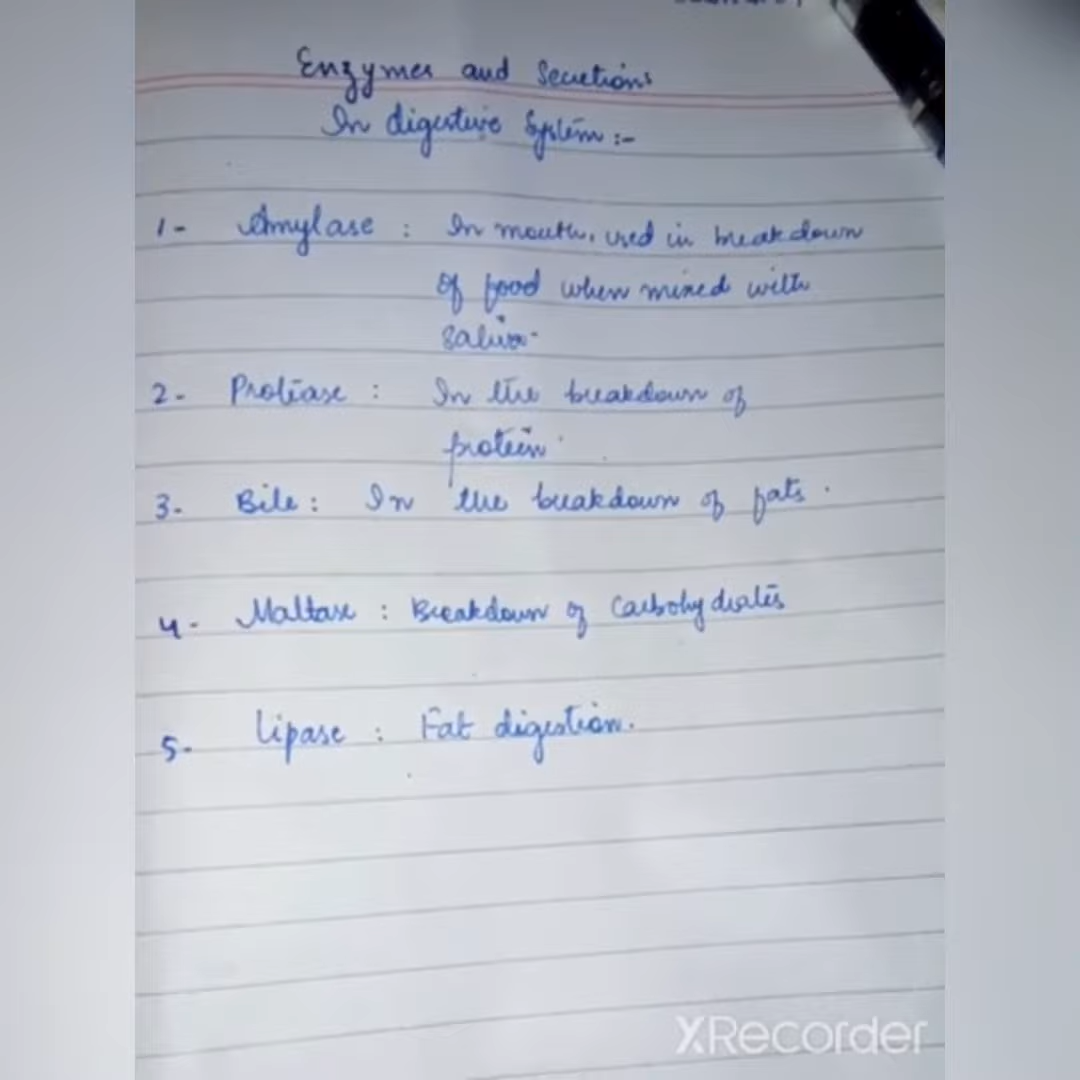 Enzymes and Secretions
In digestive System :-
1- Amylase : In mouth, used in breakdown
of food when mixed with
saliva.
2- Protease : In the breakdown of
protein.
3- Bile : In the breakdown of fats.
4- Maltase : Breakdown of Carbohydrates
5- Lipase : Fat digestion.
XRecorder